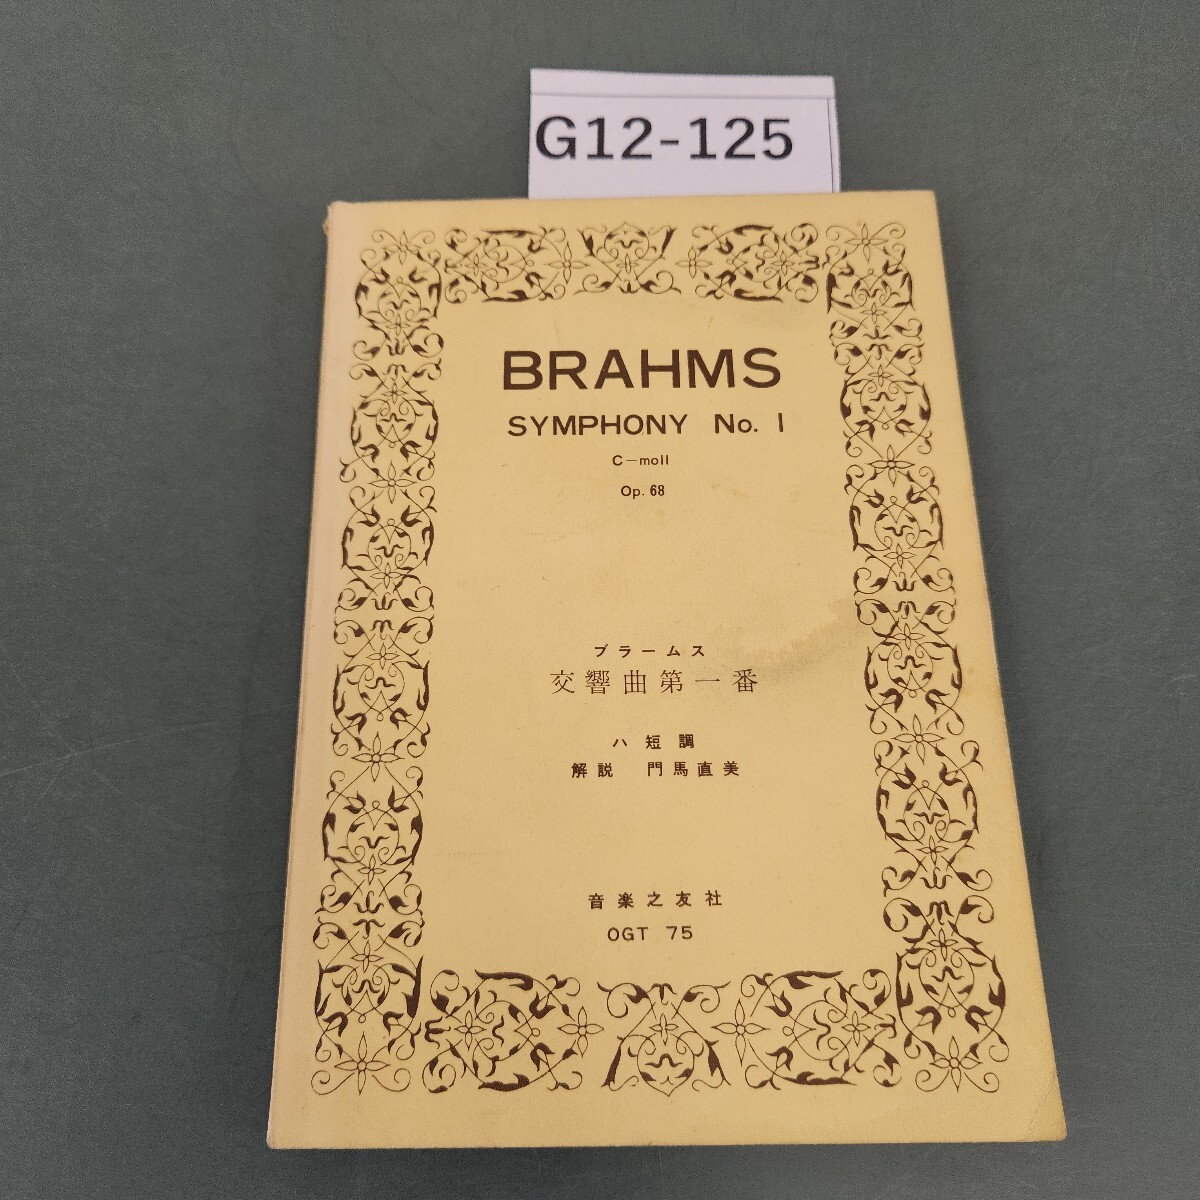 G12-125
BRAHMS
SYMPHONY No. 1
C-moll
Op. 68
ブラームス
交響曲第一番
ハ短調
解説 門馬直美
音楽之友社
OGT 75